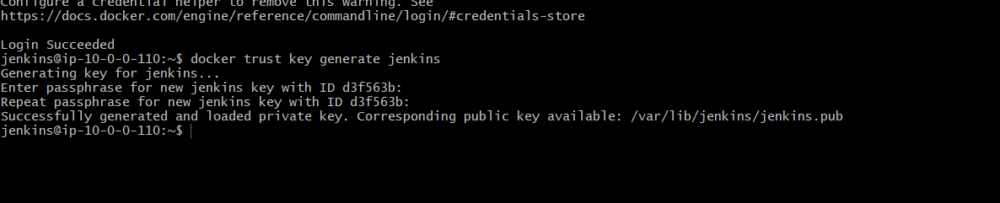 Configure a credential helper to remove this warning. See
https://docs.docker.com/engine/reference/commandline/login/#credentials-store
Login Succeeded
jenkins@ip-10-0-0-110:~$ docker trust key generate jenkins
Generating key for jenkins...
Enter passphrase for new jenkins key with ID d3f563b:
Repeat passphrase for new jenkins key with ID d3f563b:
Successfully generated and loaded private key. Corresponding public key available: /var/lib/jenkins/jenkins.pub
jenkins@ip-10-0-0-110:~$